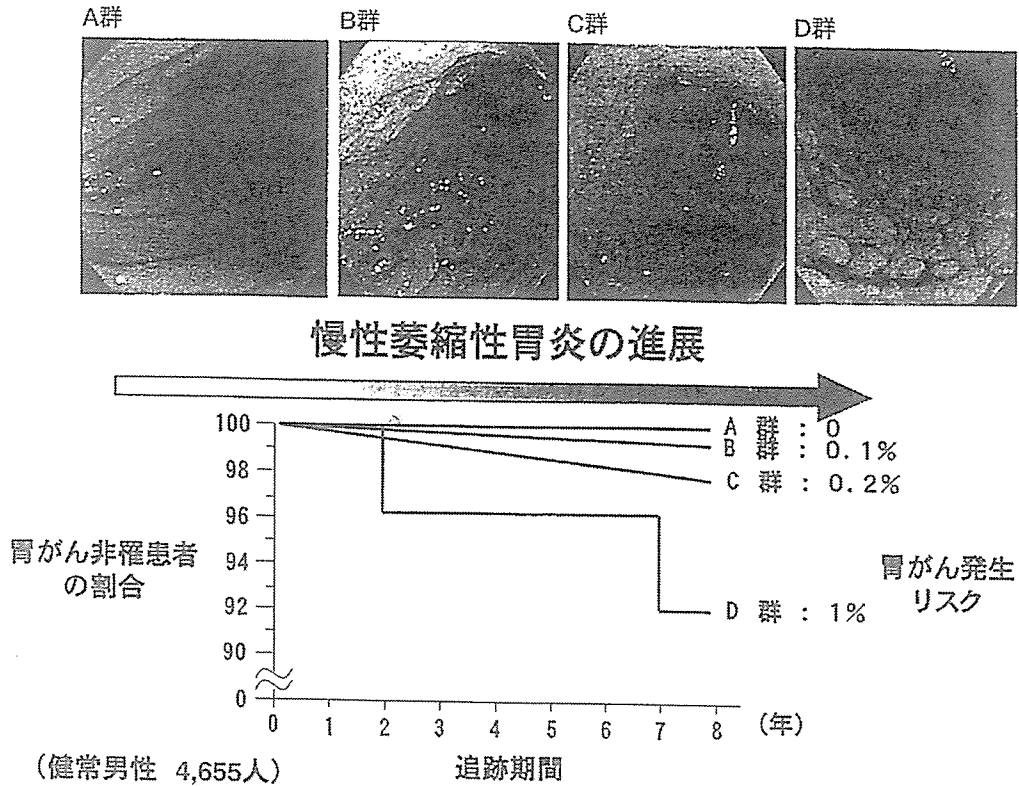 A群
B群
C群
D群
慢性萎縮性胃炎の進展
100
98
96
94
92
90
0
胃がん非罹患者
の割合
A 群 : 0
B 群 : 0.1%
C 群 : 0.2%
D 群 : 1%
胃がん発生
リスク
0 1 2 3 4 5 6 7 8 (年)
(健常男性 4,655人)
追跡期間